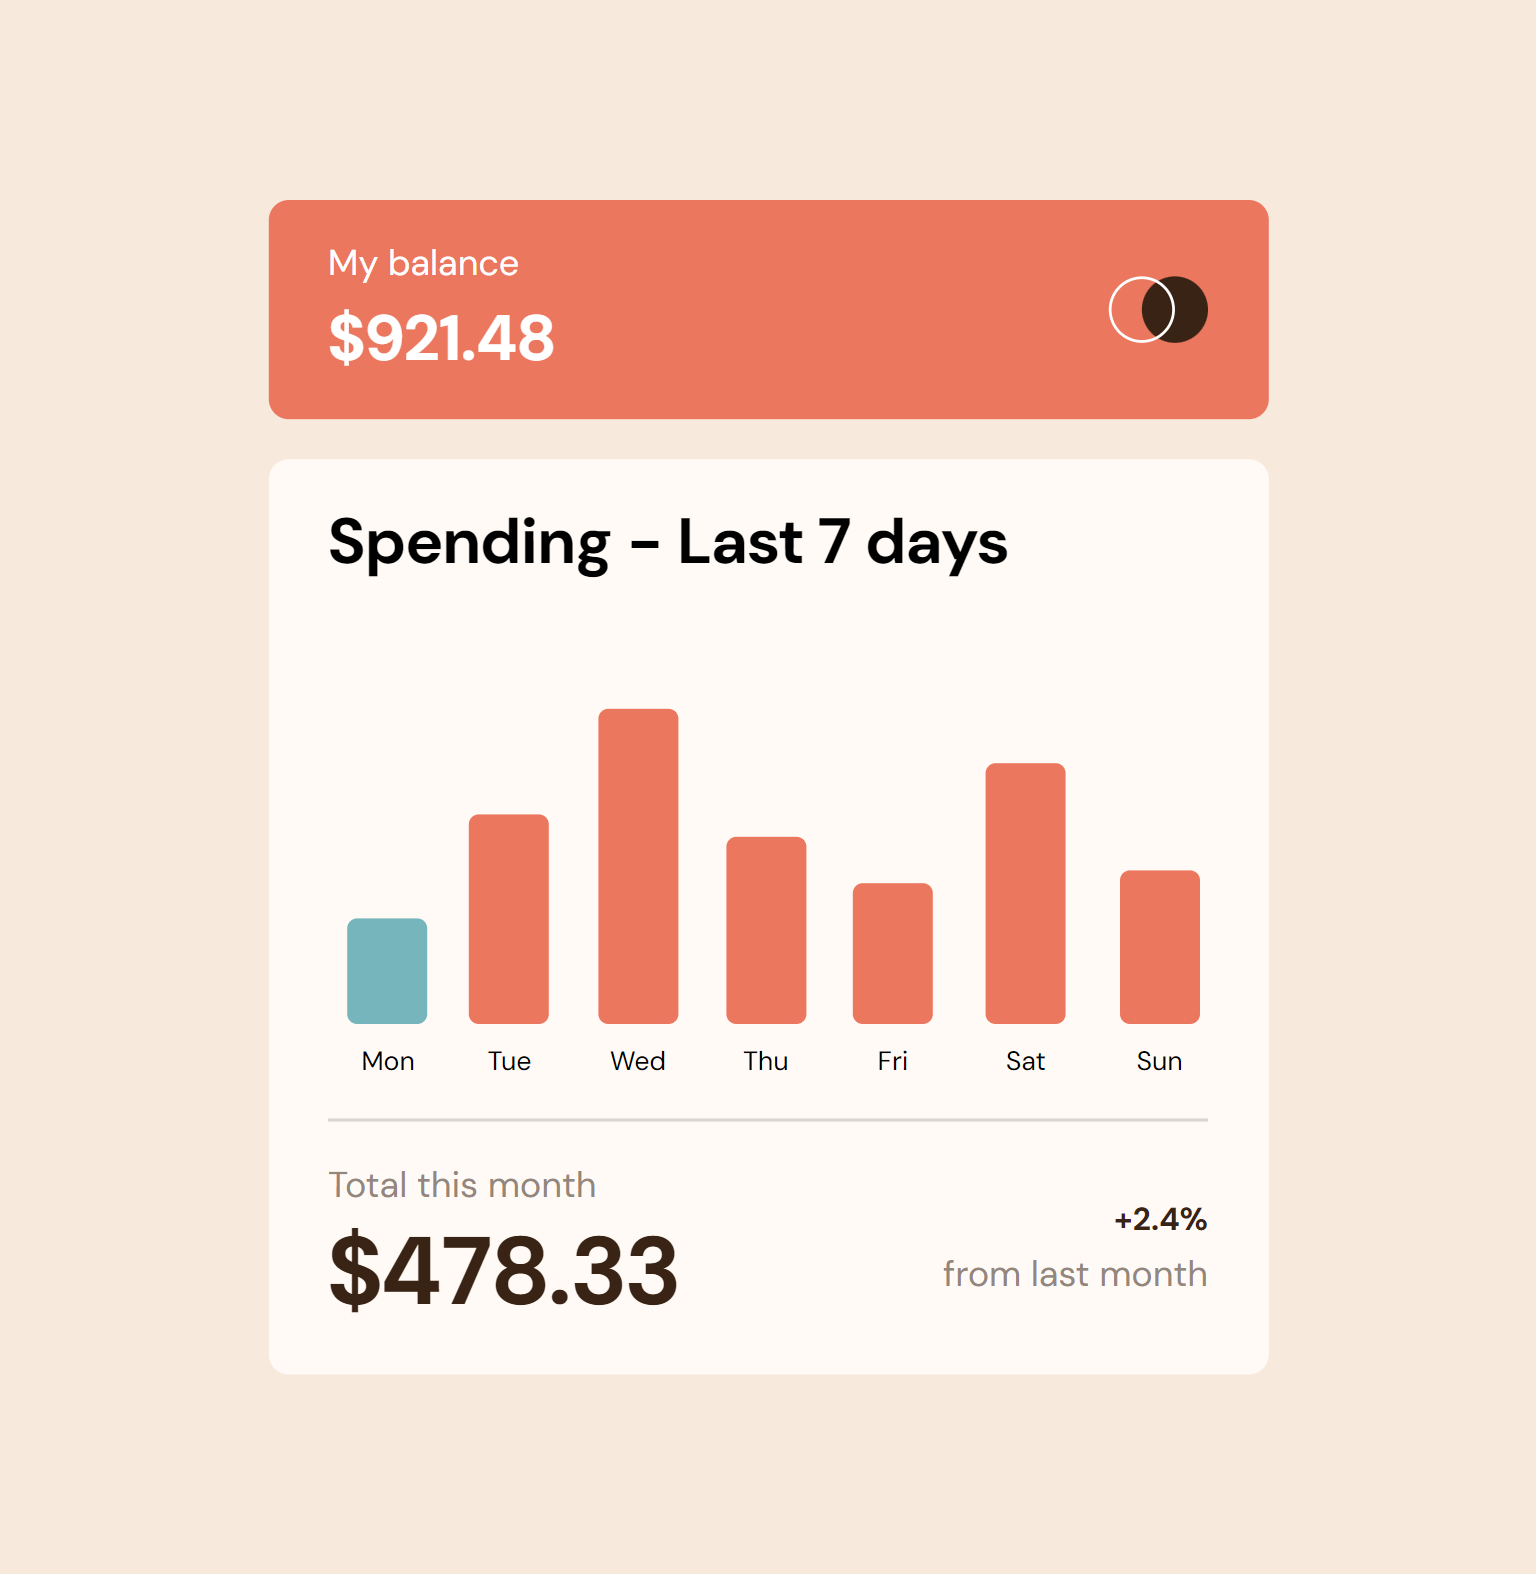 My balance
$921.48
Spending - Last 7 days
Mon Tue Wed Thu Fri Sat Sun
Total this month
$478.33
+2.4%
from last month